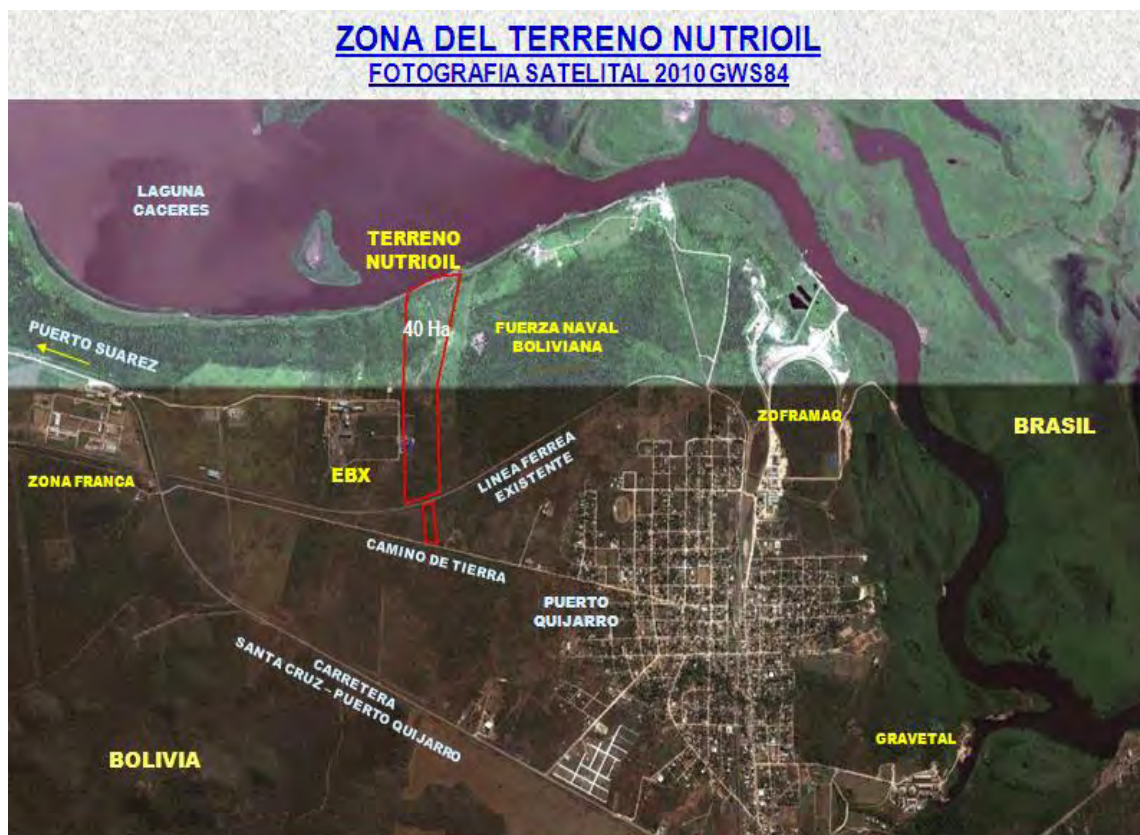 ZONA DEL TERRENO NUTRIOIL
FOTOGRAFIA SATELITAL 2010 GWS84
LAGUNA
CACERES
TERRENO
NUTRIOIL
40 Ha
FUERZA NAVAL
BOLIVIANA
PUERTO SUAREZ
ZOFRAMAQ
BRASIL
EBX
ZONA FRANCA
LINEA FERREA
EXISTENTE
CAMINO DE TIERRA
PUERTO
QUIJARRO
CARRETERA
SANTA CRUZ – PUERTO QUIJARRO
GRAVETAL
BOLIVIA